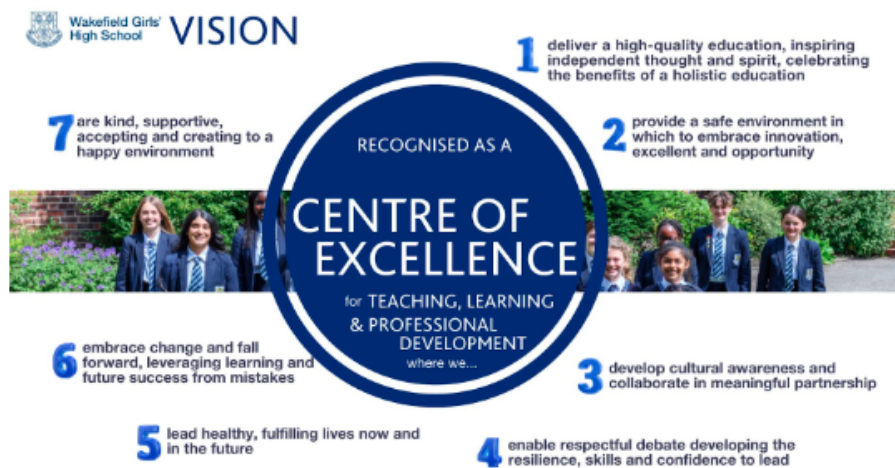 Wakefield Girls'
High School
VISION
RECOGNISED AS A
CENTRE OF
EXCELLENCE
for TEACHING, LEARNING
& PROFESSIONAL
DEVELOPMENT
where we...
1 deliver a high-quality education, inspiring
independent thought and spirit, celebrating
the benefits of a holistic education
2 provide a safe environment in
which to embrace innovation,
excellent and opportunity
3 develop cultural awareness and
collaborate in meaningful partnership
4 enable respectful debate developing the
resilience, skills and confidence to lead
5 lead healthy, fulfilling lives now and
in the future
6 embrace change and fall
forward, leveraging learning and
future success from mistakes
7 are kind, supportive,
accepting and creating to a
happy environment